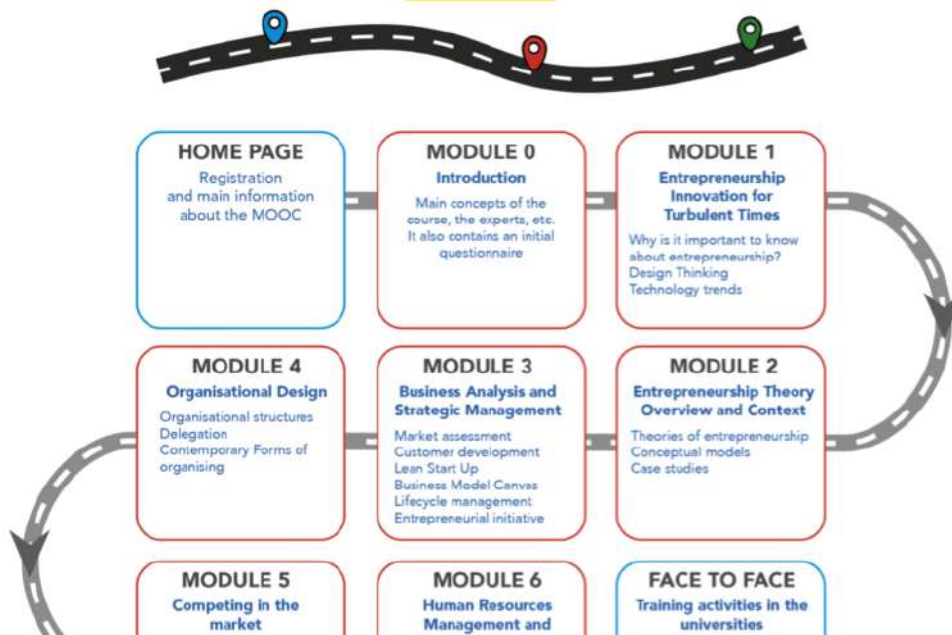 HOME PAGE
Registration
and main information
about the MOOC
MODULE 0
Introduction
Main concepts of the
course, the experts, etc.
It also contains an initial
questionnaire
MODULE 1
Entrepreneurship
Innovation for
Turbulent Times
Why is it important to know
about entrepreneurship?
Design Thinking
Technology trends
MODULE 4
Organisational Design
Organisational structures
Delegation
Contemporary Forms of
organising
MODULE 3
Business Analysis and
Strategic Management
Market assessment
Customer development
Lean Start Up
Business Model Canvas
Lifecycle management
Entrepreneurial initiative
MODULE 2
Entrepreneurship Theory
Overview and Context
Theories of entrepreneurship
Conceptual models
Case studies
MODULE 5
Competing in the
market
MODULE 6
Human Resources
Management and
FACE TO FACE
Training activities in the
universities